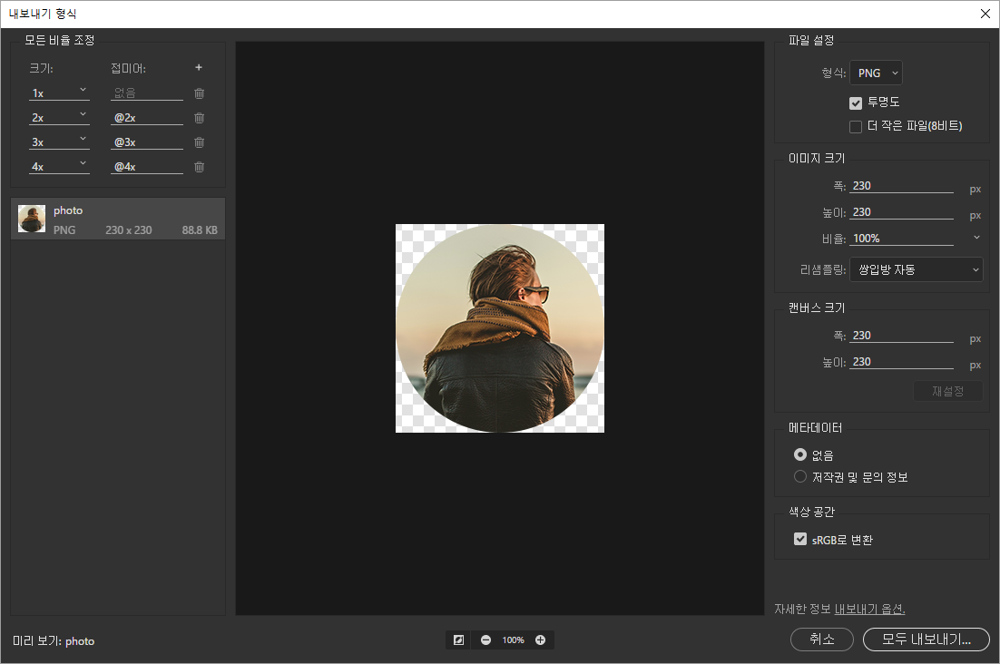 내보내기 형식
모든 비율 조정
크기: 접미어: +
1x 없음
2x @2x
3x @3x
4x @4x
photo
PNG 230 x 230 88.8 KB
파일 설정
형식: PNG
투명도
더 작은 파일(8비트)
이미지 크기
폭: 230 px
높이: 230 px
비율: 100%
리샘플링: 쌍입방 자동
캔버스 크기
폭: 230 px
높이: 230 px
재설정
메타데이터
없음
저작권 및 문의 정보
색상 공간
sRGB로 변환
자세한 정보 내보내기 옵션.
미리 보기: photo
100%
취소
모두 내보내기...